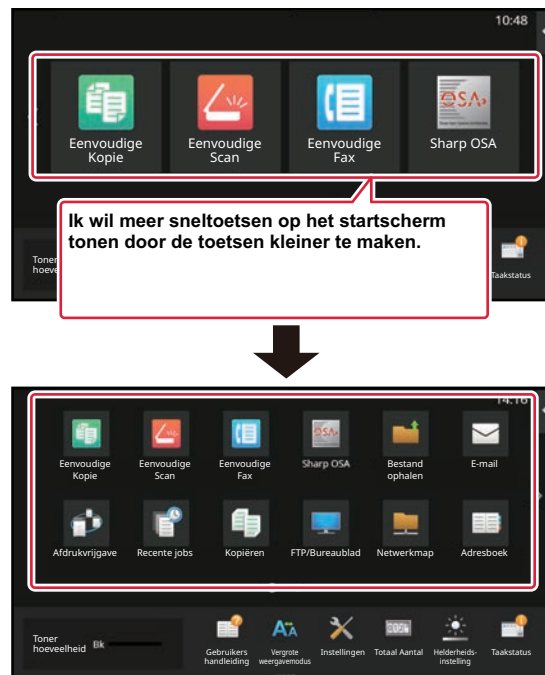 10:48
OSA
Eenvoudige
Kopie
Eenvoudige
Scan
Eenvoudige
Fax
Sharp OSA
Ik wil meer sneltoetsen op het startscherm
tonen door de toetsen kleiner te maken.
Toner
hoeve
Taakstatus
14:16
OSA
Eenvoudige
Kopie
Eenvoudige
Scan
Eenvoudige
Fax
Sharp OSA
Bestand
ophalen
E-mail
Afdrukvrijgave
Recente jobs
Kopiëren
FTP/Bureaublad
Netwerkmap
Adresboek
Toner
hoeveelheid
Bk
Gebruikers
handleiding
Vergrote
weergavemodus
Instellingen
Totaal Aantal
Helderheids-
instelling
Taakstatus